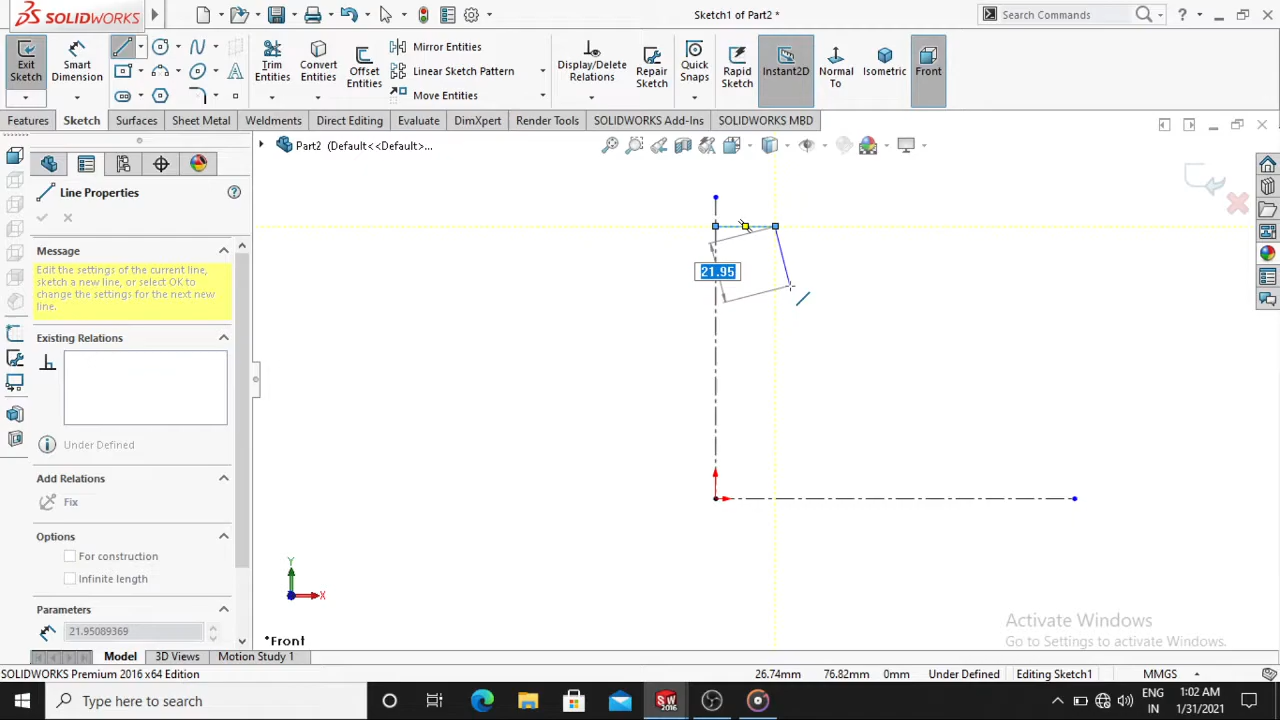 SOLIDWORKS
Sketch1 of Part2 *
Search Commands
Exit Sketch
Smart Dimension
Trim Entities
Convert Entities
Offset Entities
Mirror Entities
Linear Sketch Pattern
Move Entities
Display/Delete Relations
Repair Sketch
Quick Snaps
Rapid Sketch
Instant2D
Normal To
Isometric
Front
Features
Sketch
Surfaces
Sheet Metal
Weldments
Direct Editing
Evaluate
DimXpert
Render Tools
SOLIDWORKS Add-Ins
SOLIDWORKS MBD
Part2 (Default<<Default>...
Line Properties
Message
Edit the settings of the current line,
sketch a new line, or select OK to
change the settings for the next new
line.
Existing Relations
Under Defined
Add Relations
Fix
Options
For construction
Infinite length
Parameters
21.95089369
21.95
Y
X
*Front
Activate Windows
Go to Settings to activate Windows.
Model
3D Views
Motion Study 1
SOLIDWORKS Premium 2016 x64 Edition
26.74mm
76.82mm
0mm
Under Defined
Editing Sketch1
MMGS
Type here to search
SW
2016
ENG
IN
1:02 AM
1/31/2021